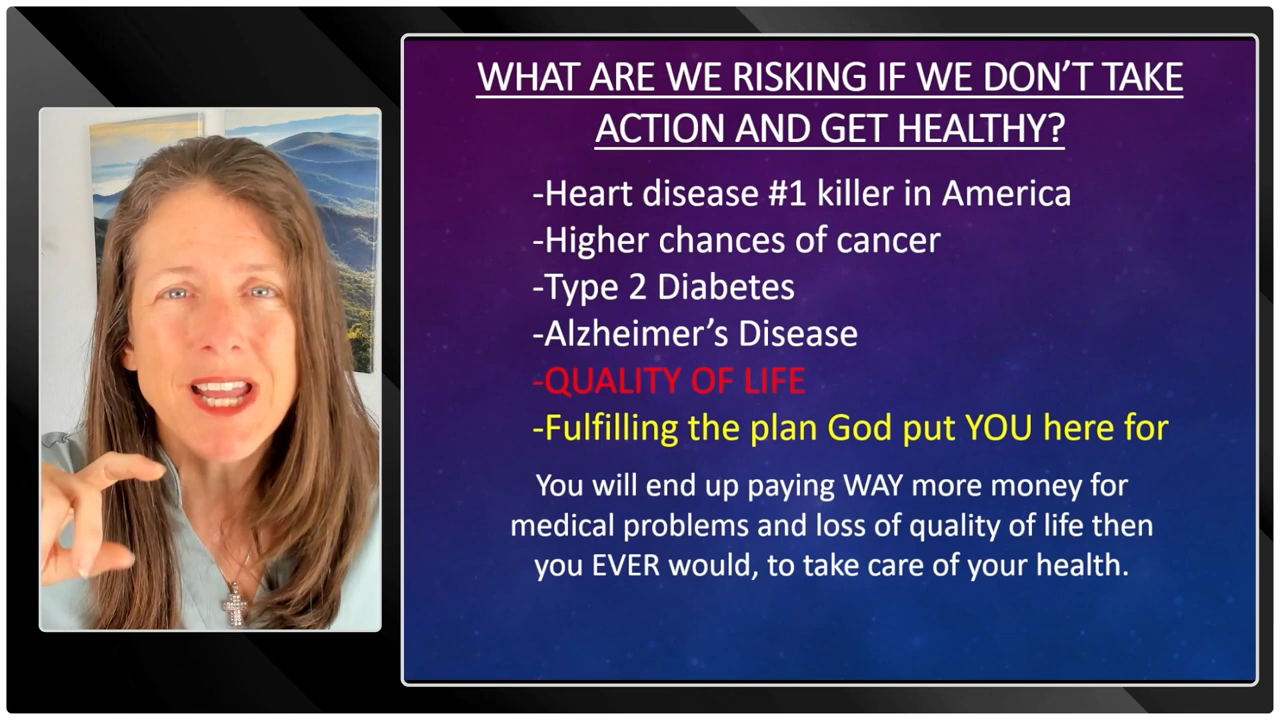 WHAT ARE WE RISKING IF WE DON’T TAKE
ACTION AND GET HEALTHY?
-Heart disease #1 killer in America
-Higher chances of cancer
-Type 2 Diabetes
-Alzheimer’s Disease
-QUALITY OF LIFE
-Fulfilling the plan God put YOU here for
You will end up paying WAY more money for
medical problems and loss of quality of life then
you EVER would, to take care of your health.